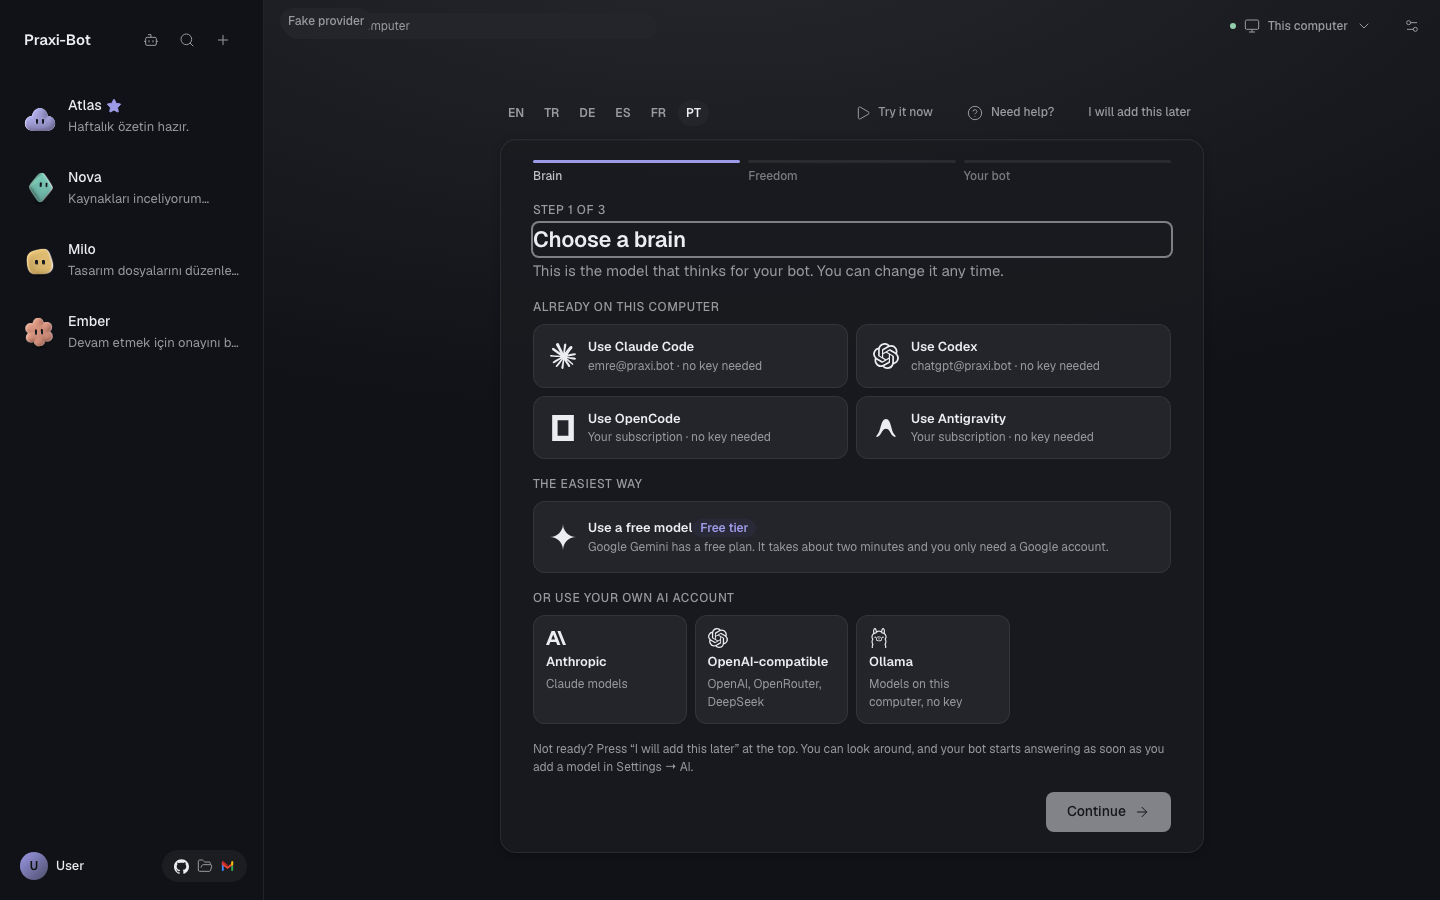 Praxi-Bot
Atlas
Haftalık özetin hazır.
Nova
Kaynakları inceliyorum...
Milo
Tasarım dosyalarını düzenle...
Ember
Devam etmek için onayını b...
U User
Fake provider
mputer
This computer
EN TR DE ES FR PT
Try it now
Need help?
I will add this later
Brain
Freedom
Your bot
STEP 1 OF 3
Choose a brain
This is the model that thinks for your bot. You can change it any time.
ALREADY ON THIS COMPUTER
Use Claude Code
emre@praxi.bot · no key needed
Use Codex
chatgpt@praxi.bot · no key needed
Use OpenCode
Your subscription · no key needed
Use Antigravity
Your subscription · no key needed
THE EASIEST WAY
Use a free model Free tier
Google Gemini has a free plan. It takes about two minutes and you only need a Google account.
OR USE YOUR OWN AI ACCOUNT
Anthropic
Claude models
OpenAI-compatible
OpenAI, OpenRouter,
DeepSeek
Ollama
Models on this
computer, no key
Not ready? Press “I will add this later” at the top. You can look around, and your bot starts answering as soon as you
add a model in Settings → AI.
Continue →